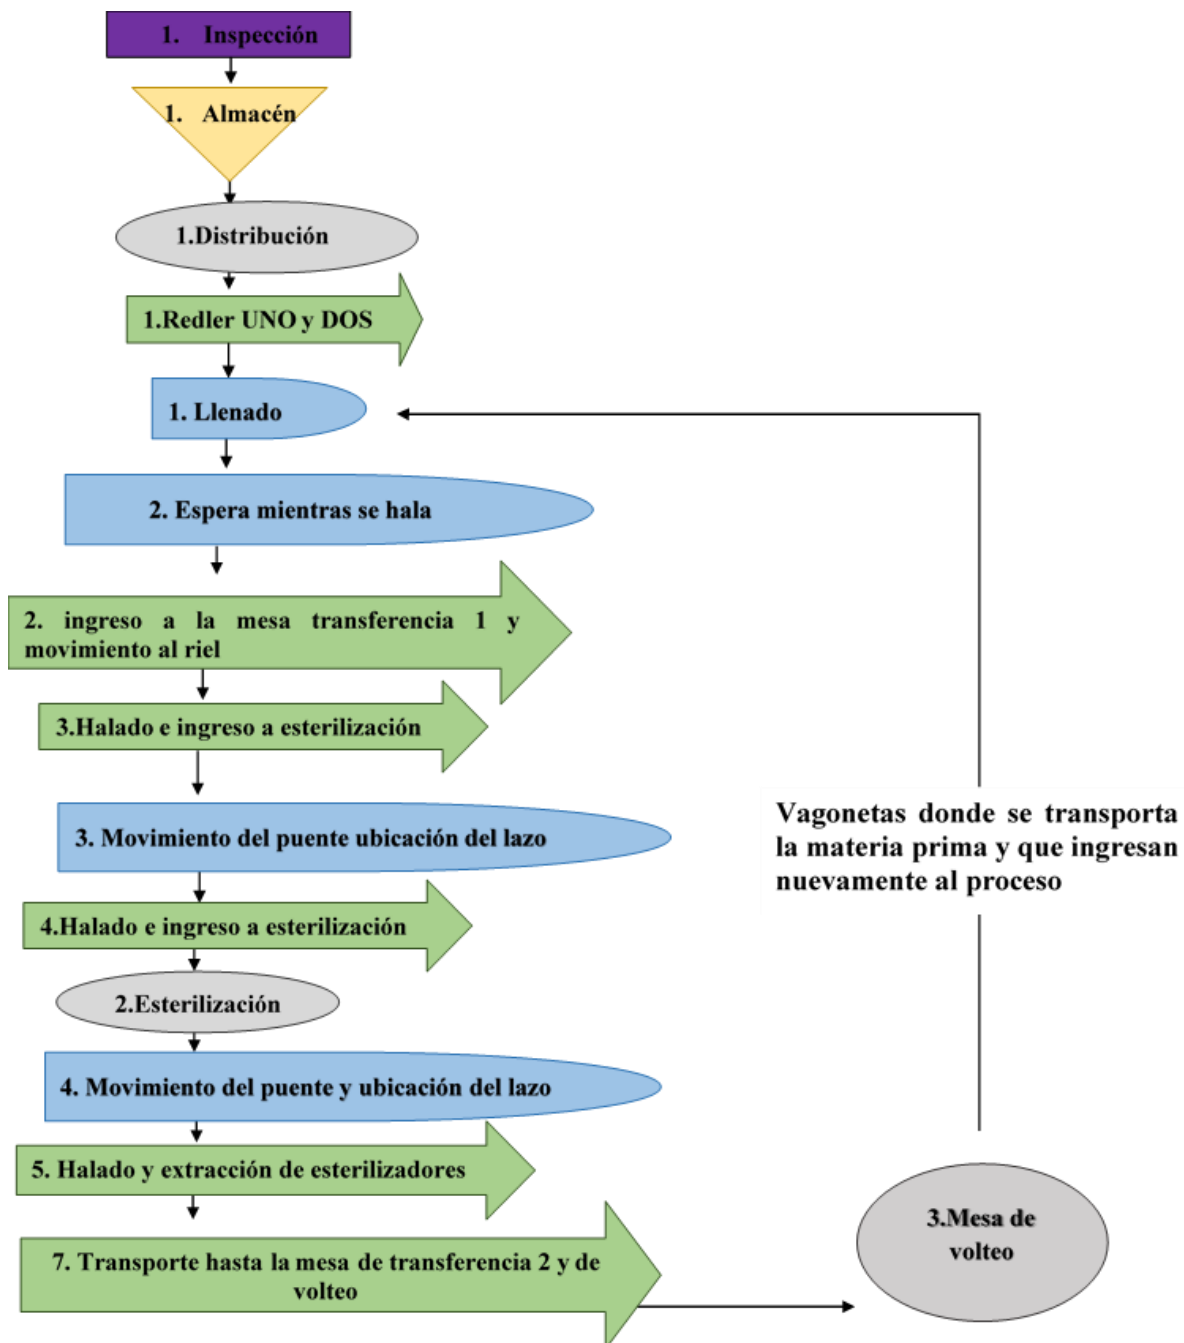 1. Inspección
1. Almacén
1.Distribución
1.Redler UNO y DOS
1. Llenado
2. Espera mientras se hala
2. ingreso a la mesa transferencia 1 y
movimiento al riel
3.Halado e ingreso a esterilización
3. Movimiento del puente ubicación del lazo
4.Halado e ingreso a esterilización
2.Esterilización
4. Movimiento del puente y ubicación del lazo
5. Halado y extracción de esterilizadores
7. Transporte hasta la mesa de transferencia 2 y de
volteo
3.Mesa de
volteo
Vagonetas donde se transporta
la materia prima y que ingresan
nuevamente al proceso